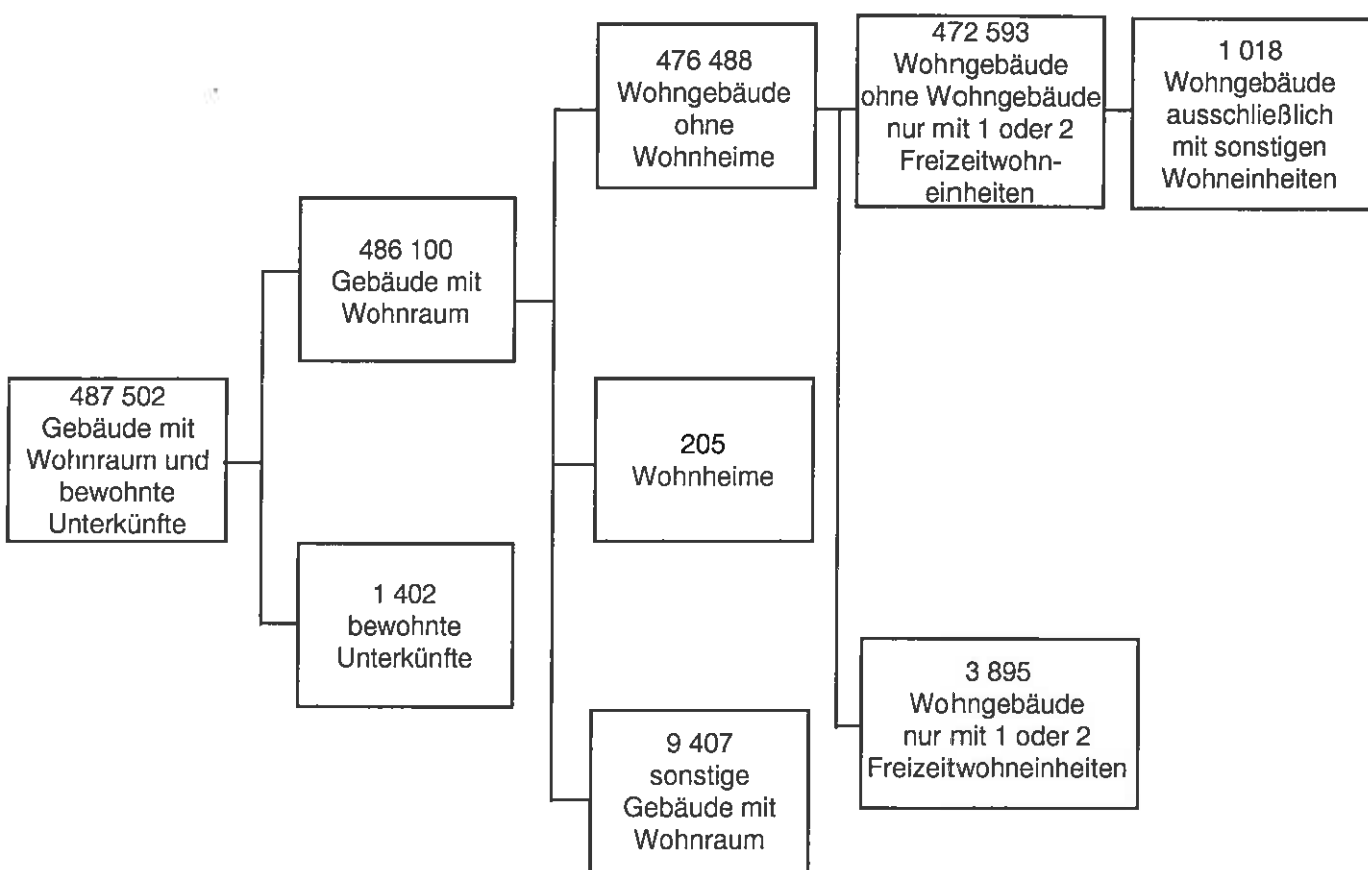 476 488
Wohngebäude
ohne
Wohnheime
472 593
Wohngebäude
ohne Wohngebäude
nur mit 1 oder 2
Freizeitwohn-
einheiten
1 018
Wohngebäude
ausschließlich
mit sonstigen
Wohneinheiten
486 100
Gebäude mit
Wohnraum
487 502
Gebäude mit
Wohnraum und
bewohnte
Unterkünfte
205
Wohnheime
1 402
bewohnte
Unterkünfte
3 895
Wohngebäude
nur mit 1 oder 2
Freizeitwohneinheiten
9 407
sonstige
Gebäude mit
Wohnraum